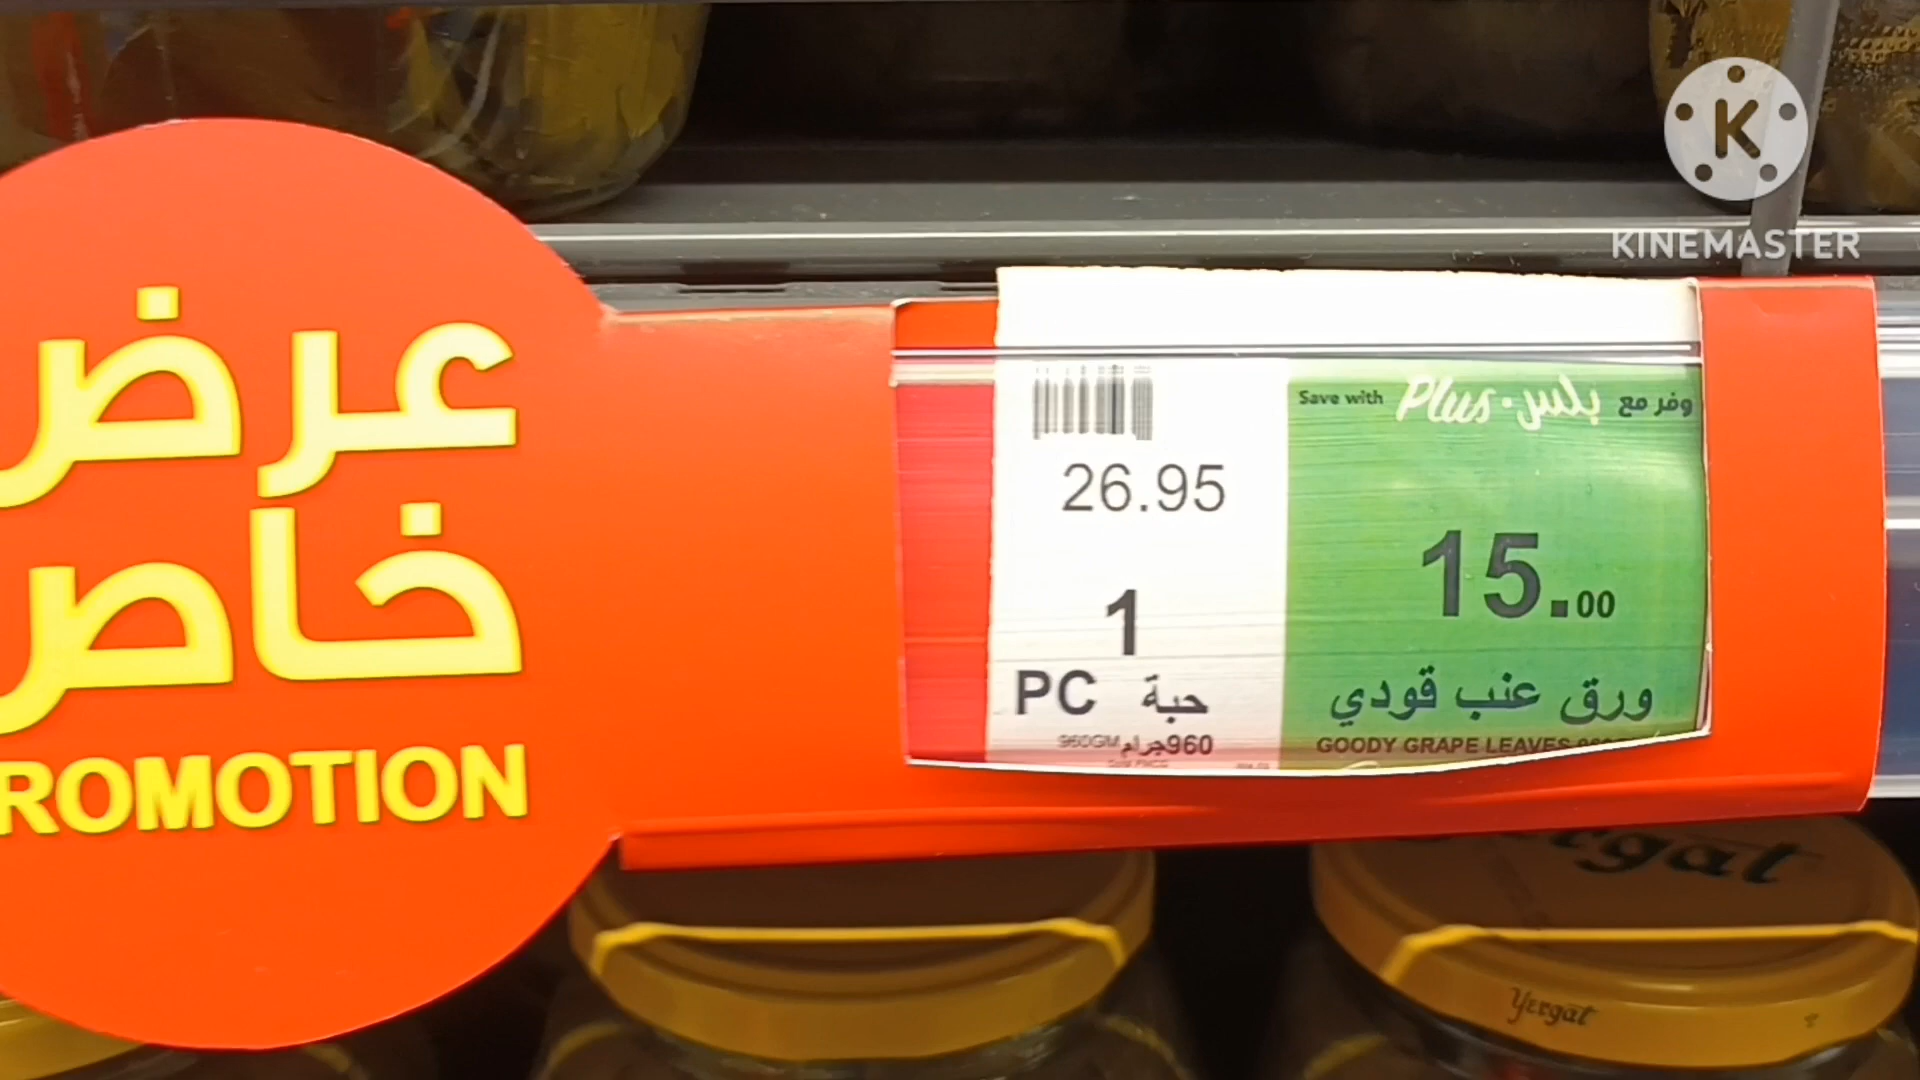 عرض
خاص
ROMOTION
26.95
1
PC حبة
960GM 960جرام
Save with Plus · بلس وفر مع
15.00
ورق عنب قودي
GOODY GRAPE LEAVES
Yergat
KINEMASTER